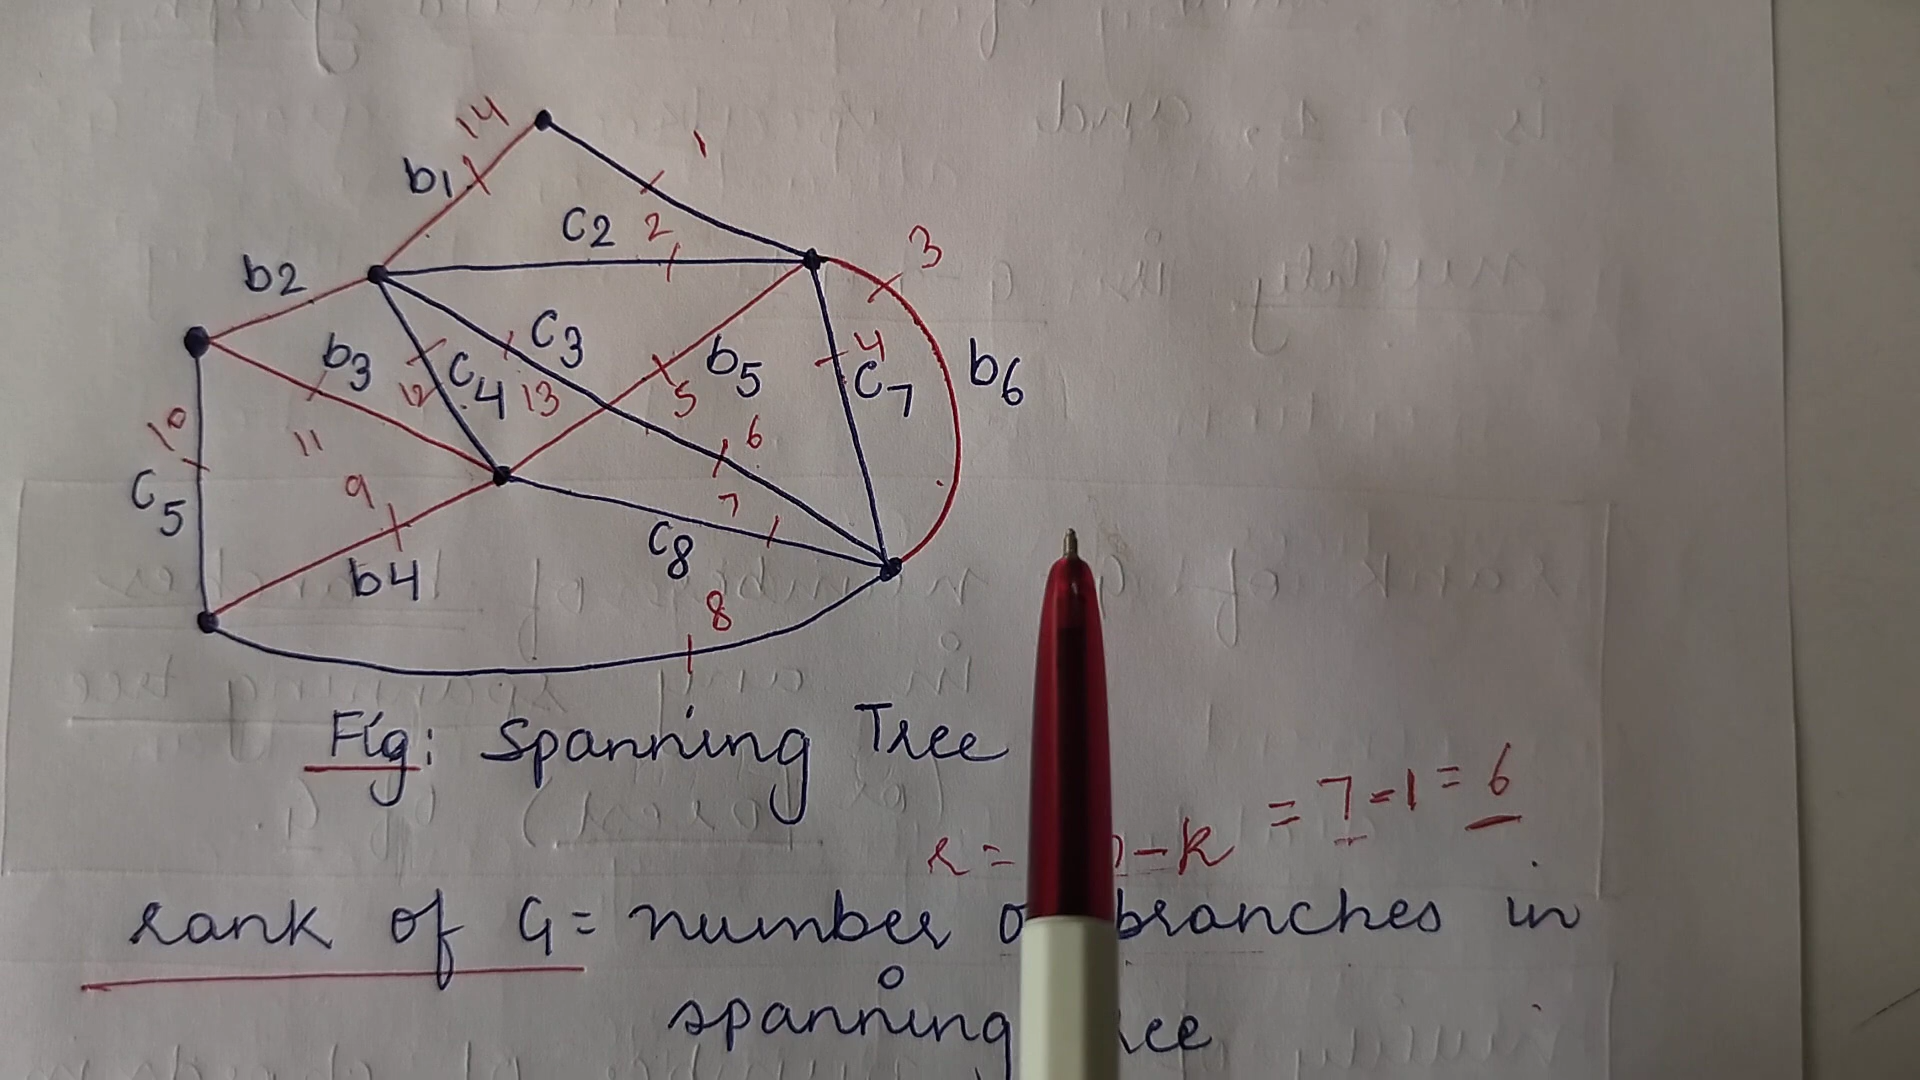 14
1
b1
C2 2
3
b2
b3
C3
C4
12
13
b5
5
4
C7
b6
10
11
6
9
C5
7
C8
b4
8
Fig: Spanning Tree
= 7-1 = 6
r = -k
rank of G = number branches in
spanning